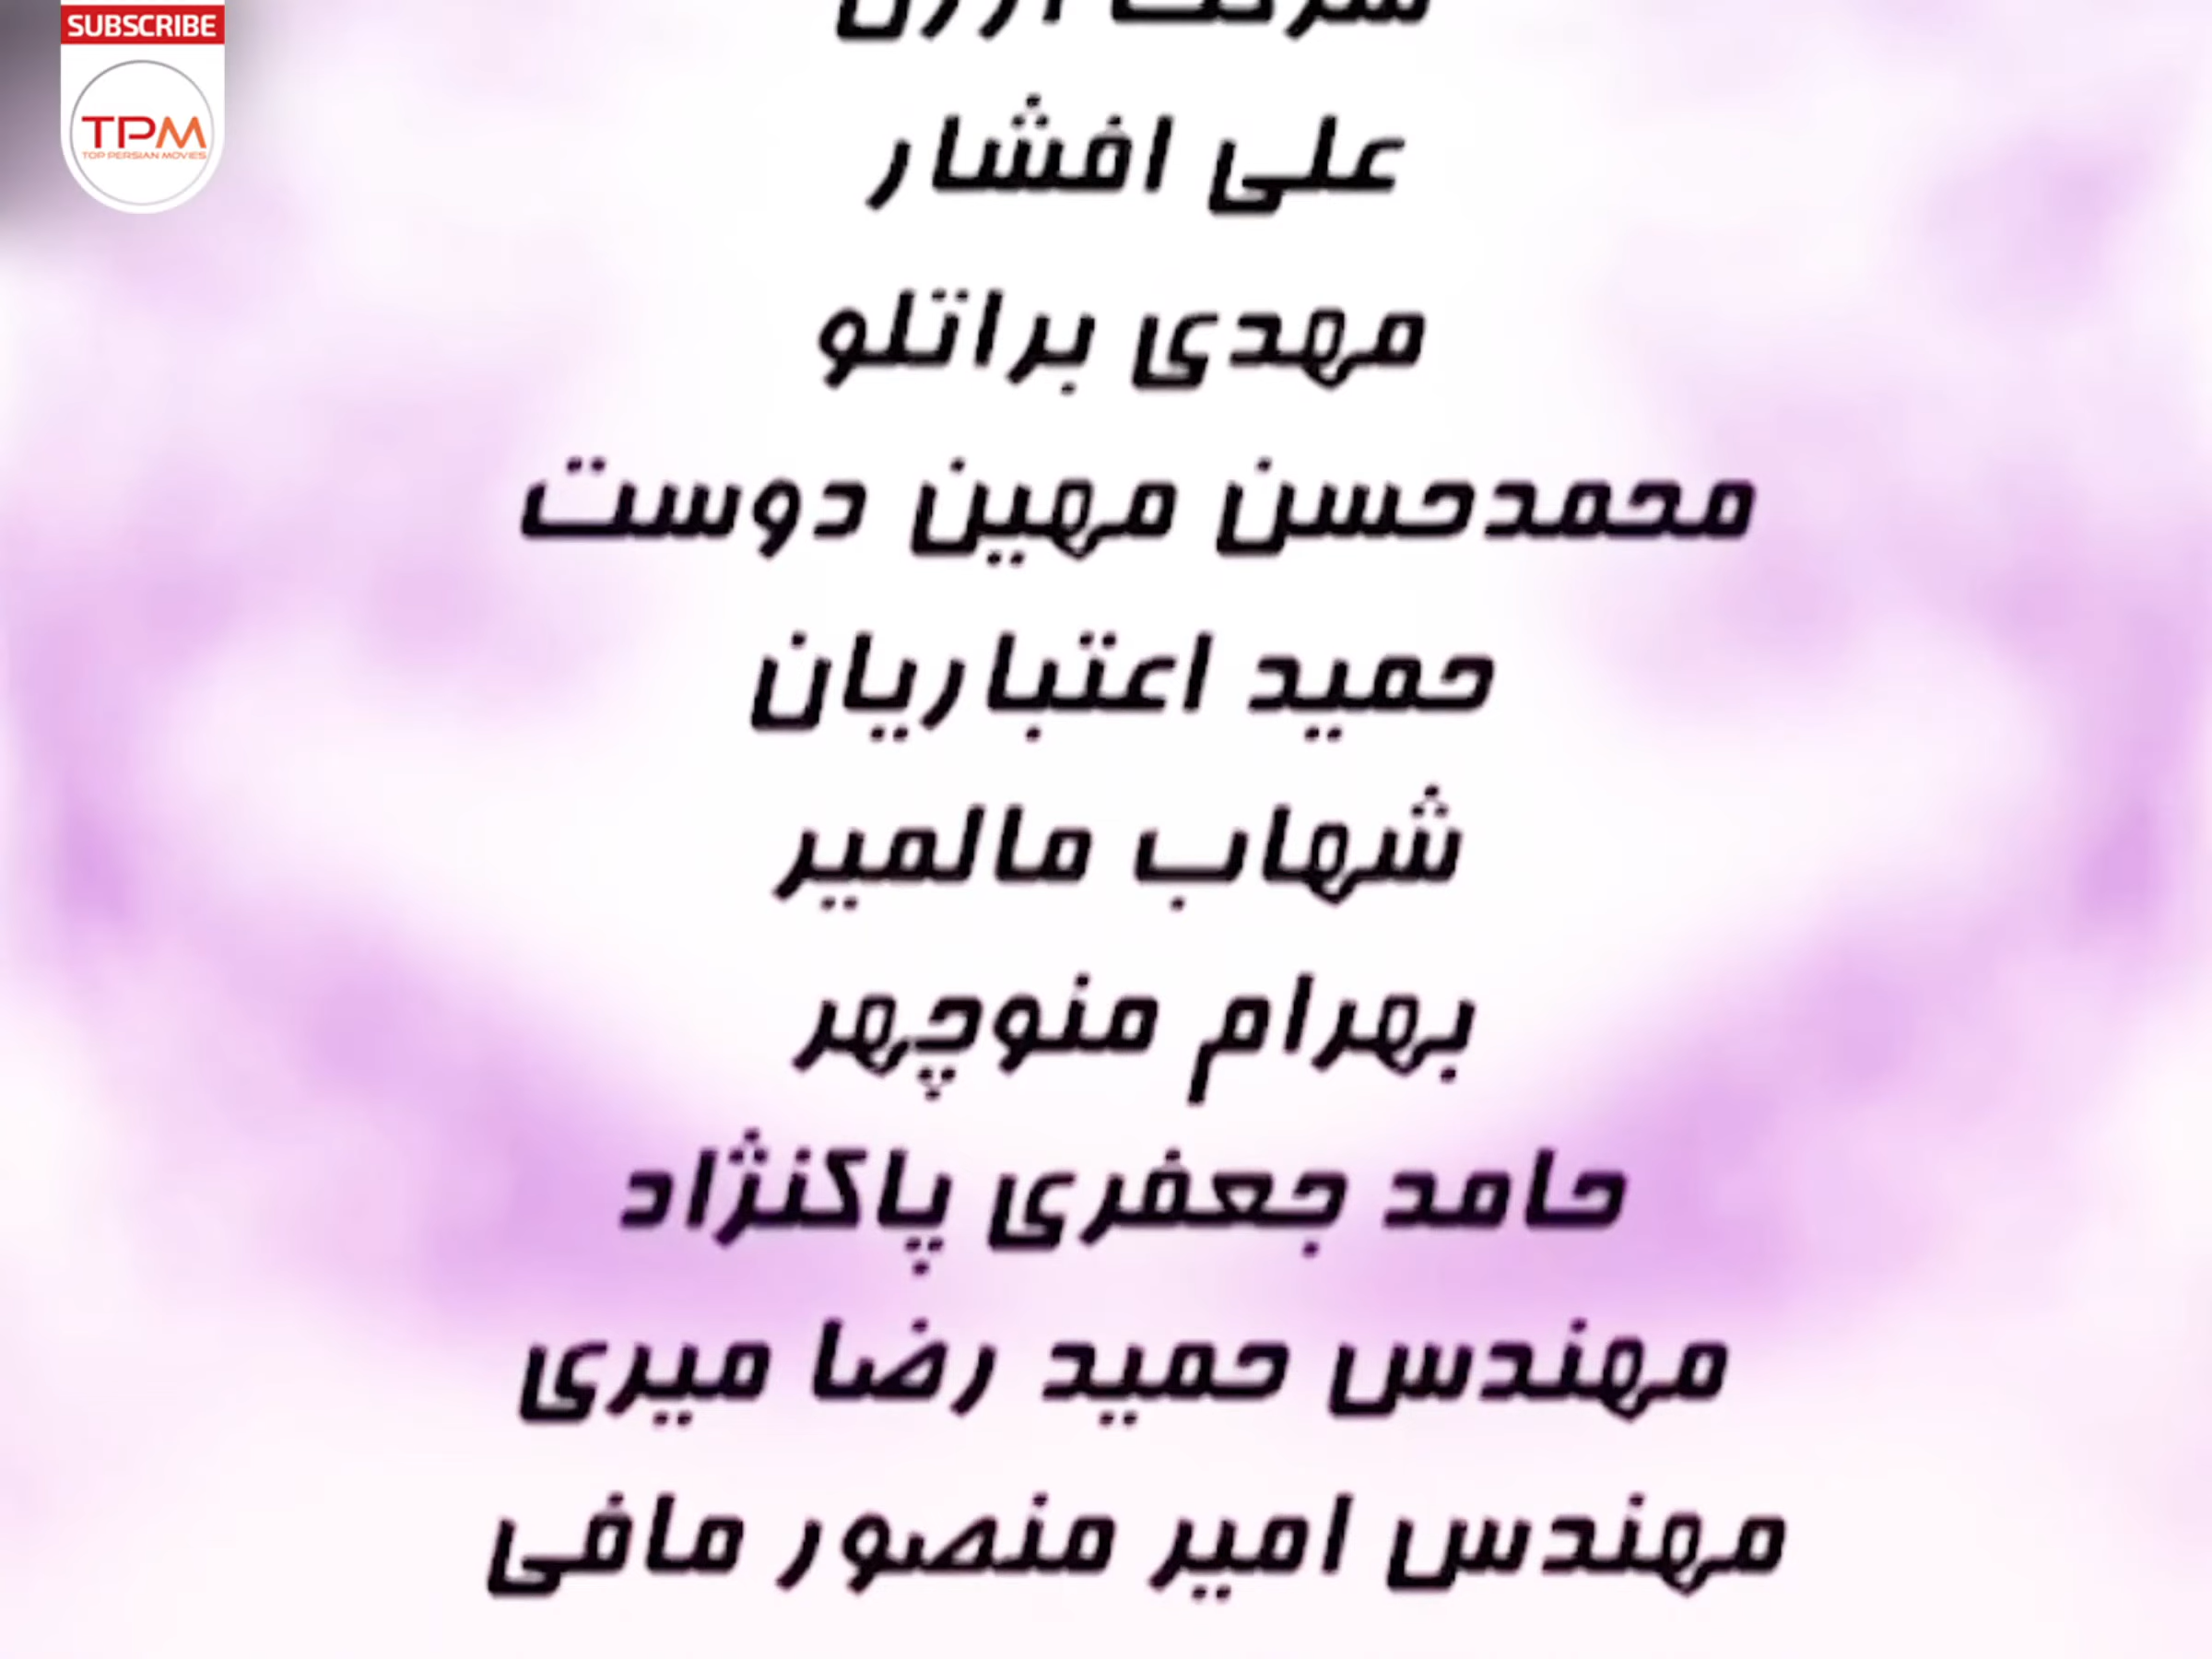 SUBSCRIBE
TPM
TOP PERSIAN MOVIES
علی افشار
مهدی براتلو
محمدحسن مهین دوست
حمید اعتباریان
شهاب مالمیر
بهرام منوچهر
حامد جعفری پاکنژاد
مهندس حمید رضا میری
مهندس امیر منصور مافی